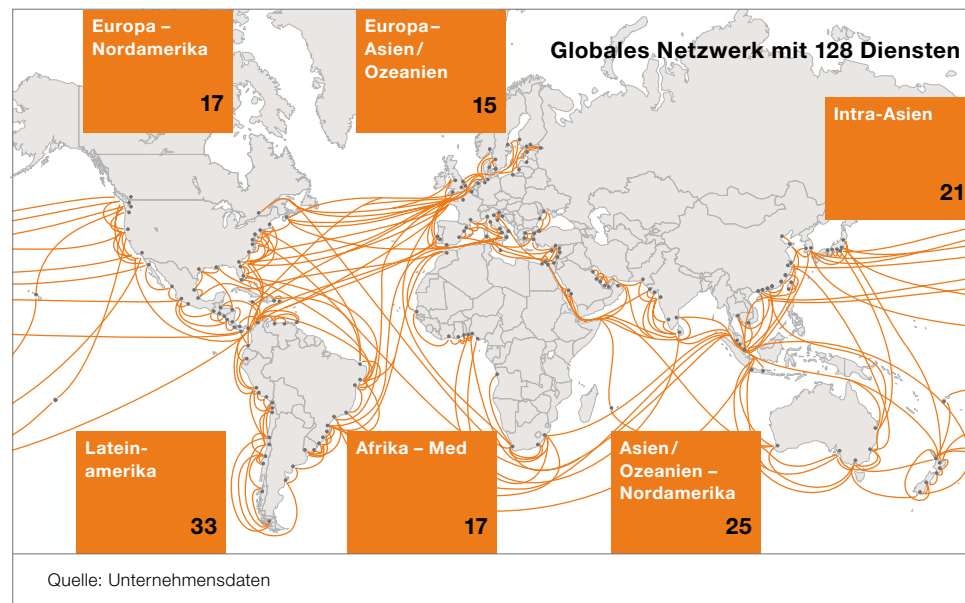 Globales Netzwerk mit 128 Diensten
Europa –
Nordamerika
17
Europa–
Asien/
Ozeanien
15
Intra-Asien
21
Latein-
amerika
33
Afrika – Med
17
Asien/
Ozeanien –
Nordamerika
25
Quelle: Unternehmensdaten